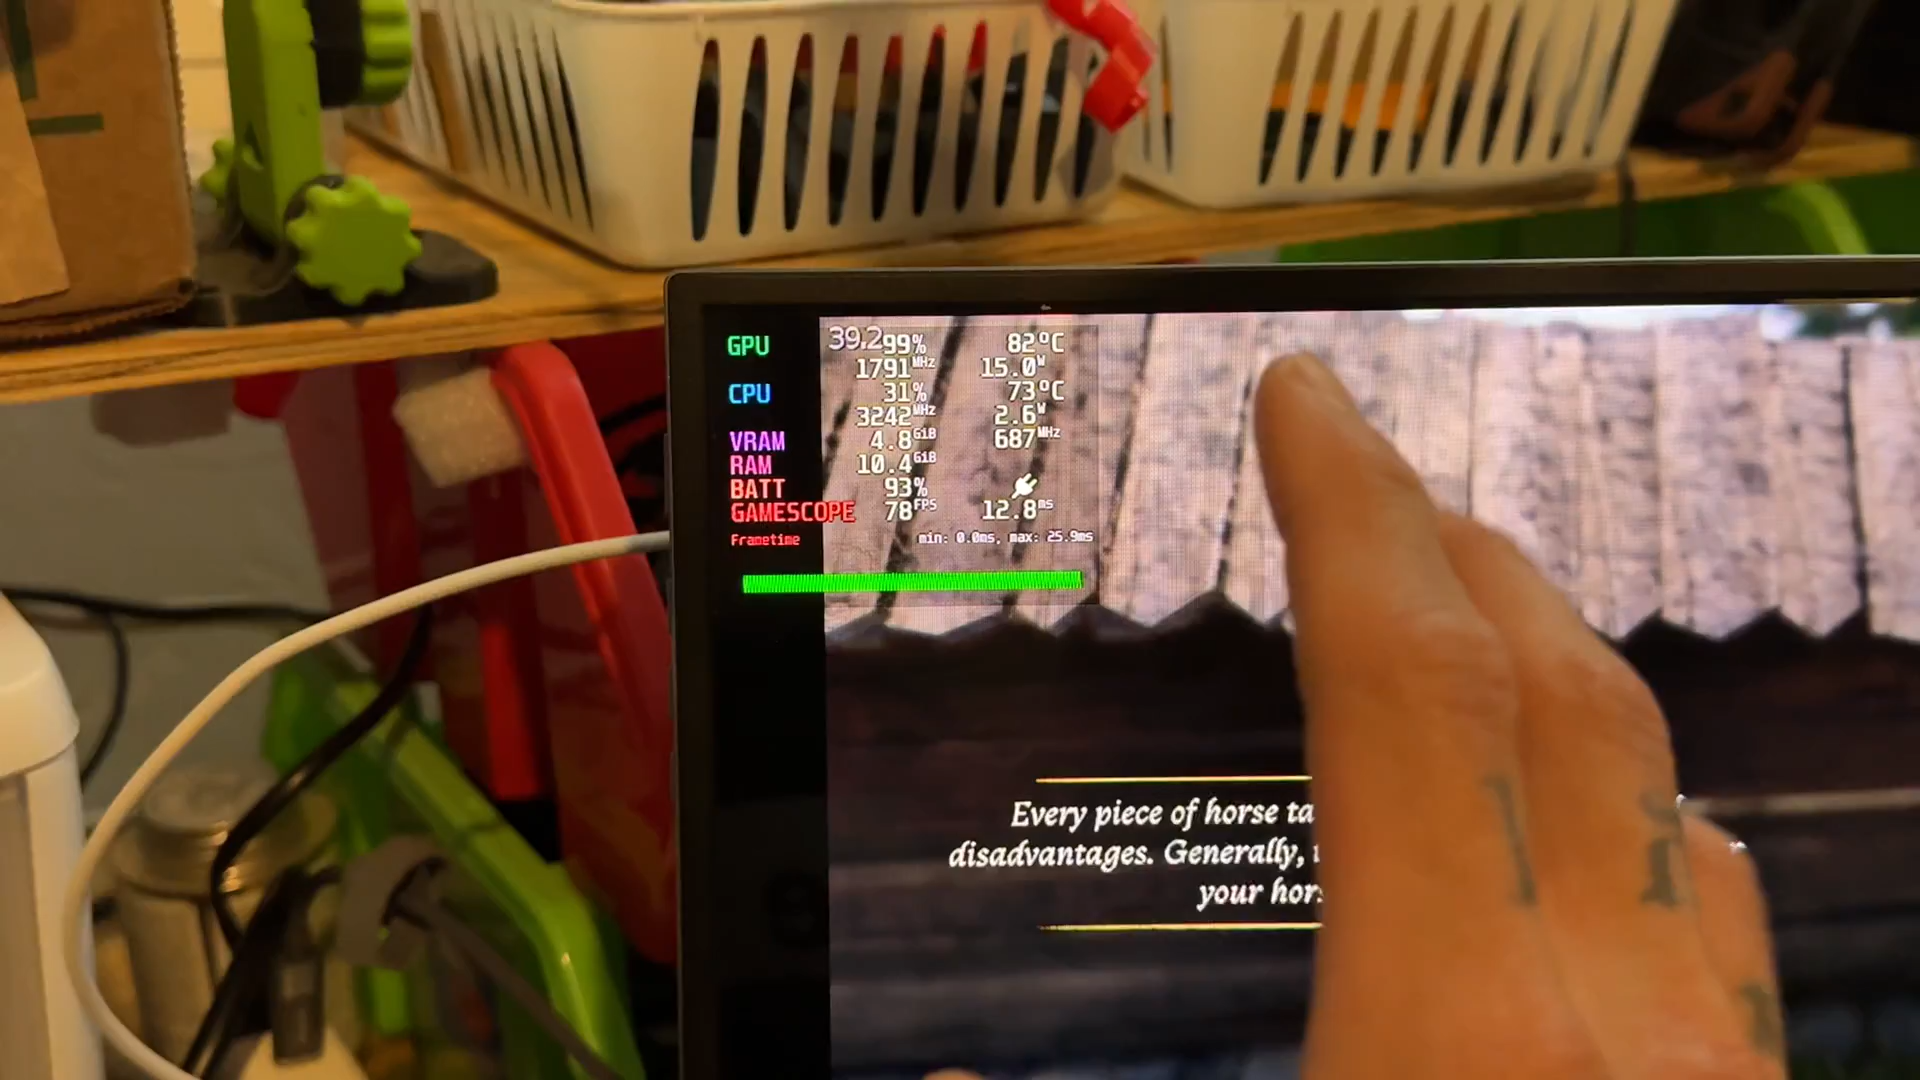 GPU 39.2 99% 82°C
1791MHz 15.0W
CPU 31% 73°C
3242MHz 2.6W
VRAM 4.8GiB 687MHz
RAM 10.4GiB
BATT 93%
GAMESCOPE 78FPS 12.8ms
Frametime min: 0.0ms, max: 25.9ms
Every piece of horse
disadvantages. Generally,
your